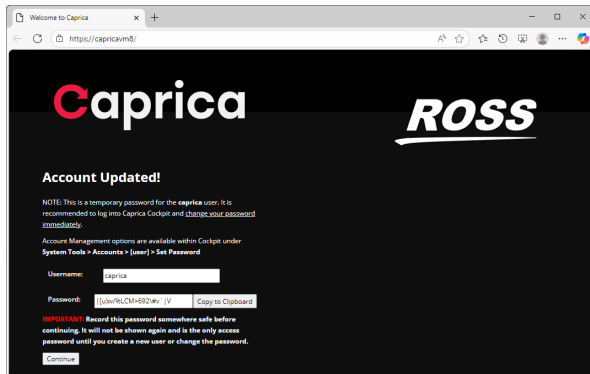 Welcome to Caprica
https://capricavm8/
Caprica
ROSS
Account Updated!
NOTE: This is a temporary password for the caprica user. It is
recommended to log into Caprica Cockpit and change your password
immediately.
Account Management options are available within Cockpit under
System Tools > Accounts > [user] > Set Password
Username: caprica
Password: Copy to Clipboard
IMPORTANT: Record this password somewhere safe before
continuing. It will not be shown again and is the only access
password until you create a new user or change the password.
Continue